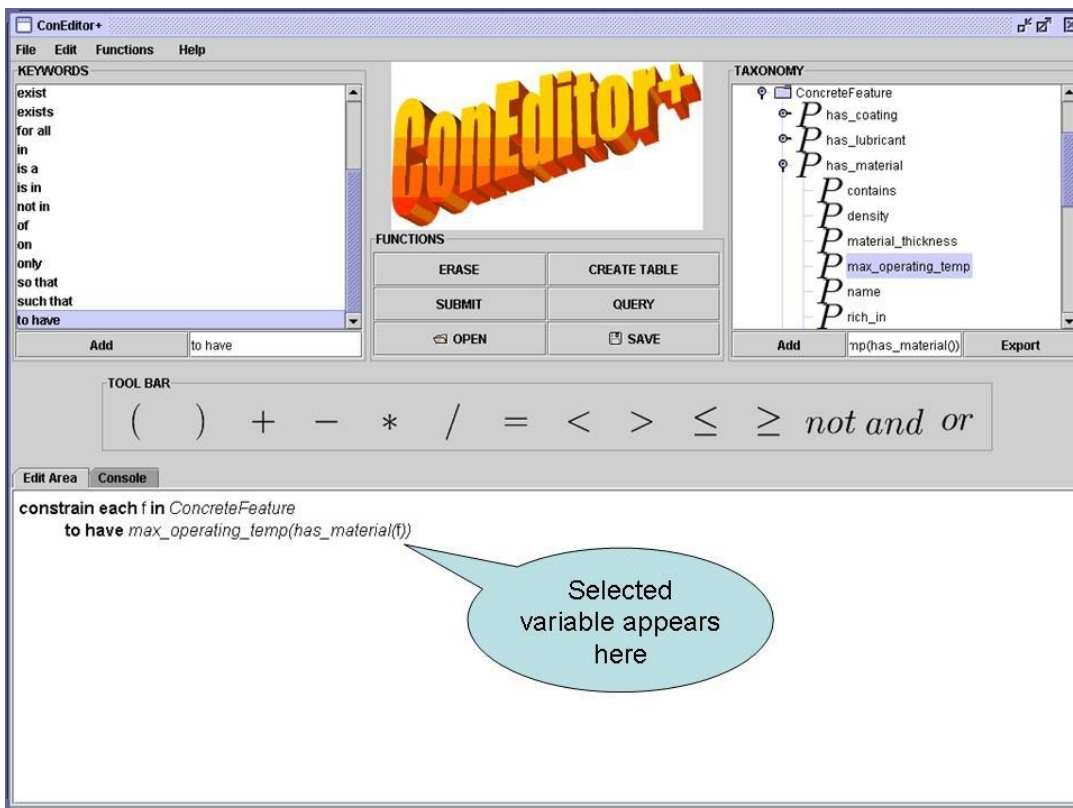 ConEditor+
File Edit Functions Help
KEYWORDS
exist
exists
for all
in
is a
is in
not in
of
on
only
so that
such that
to have
Add to have
ConEditor+
FUNCTIONS
ERASE CREATE TABLE
SUBMIT QUERY
OPEN SAVE
TAXONOMY
ConcreteFeature
P has_coating
P has_lubricant
P has_material
P contains
P density
P material_thickness
P max_operating_temp
P name
P rich_in
Add mp(has_material()) Export
TOOL BAR
( ) + − * / = < > ≤ ≥ not and or
Edit Area Console
constrain each f in ConcreteFeature
to have max_operating_temp(has_material(f))
Selected
variable appears
here